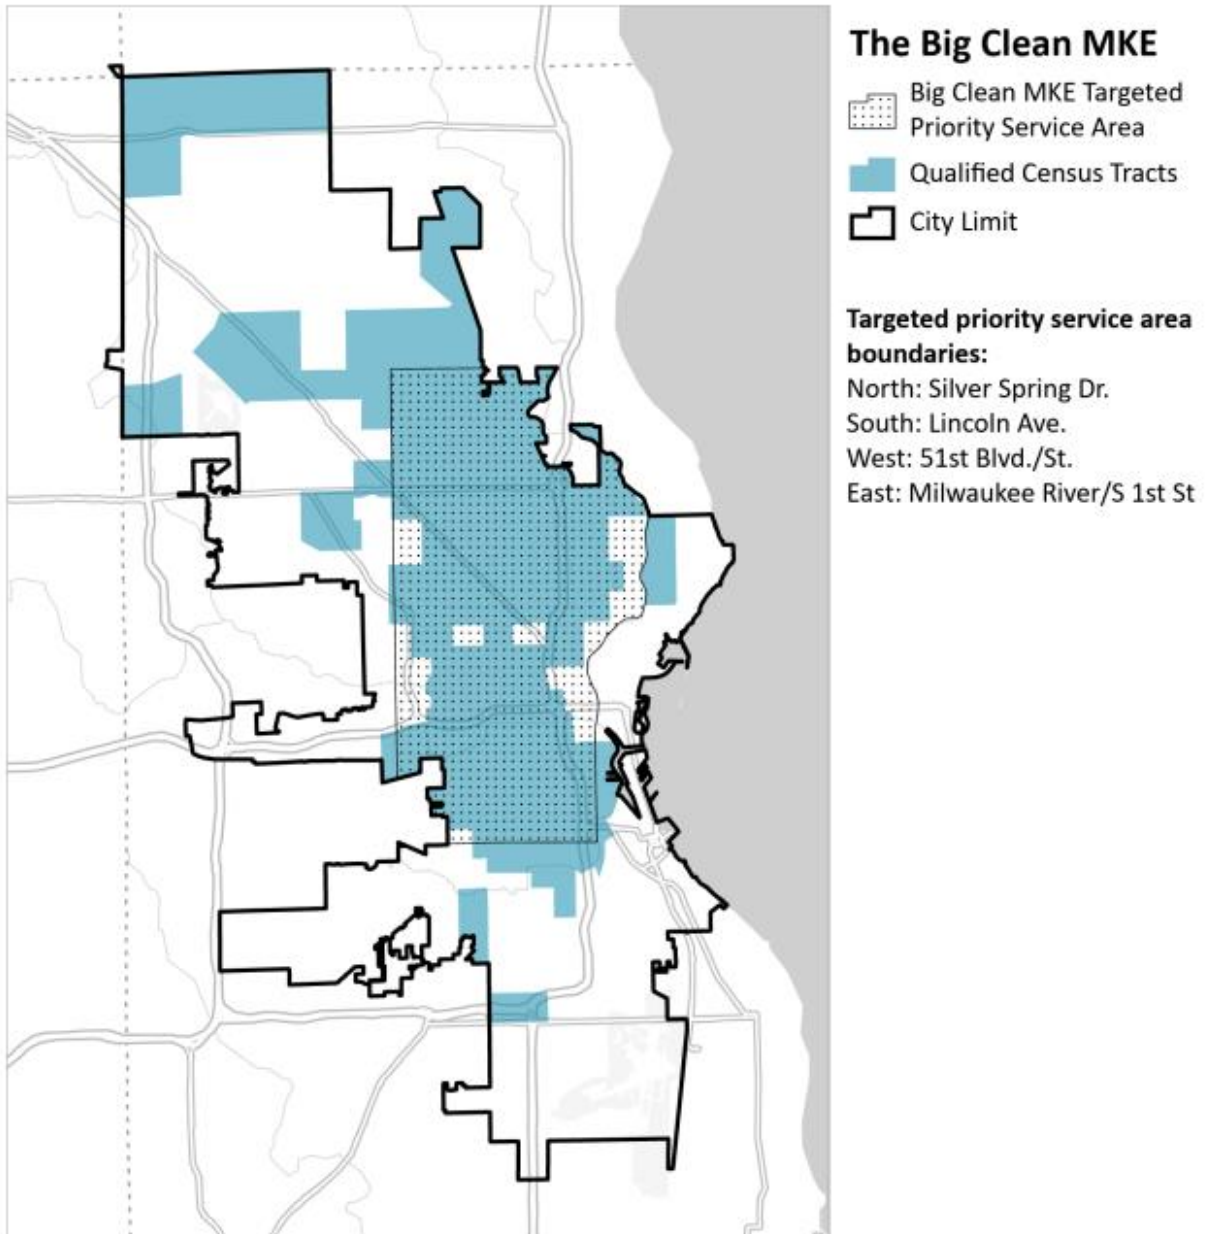 The Big Clean MKE
Big Clean MKE Targeted
Priority Service Area
Qualified Census Tracts
City Limit
Targeted priority service area
boundaries:
North: Silver Spring Dr.
South: Lincoln Ave.
West: 51st Blvd./St.
East: Milwaukee River/S 1st St